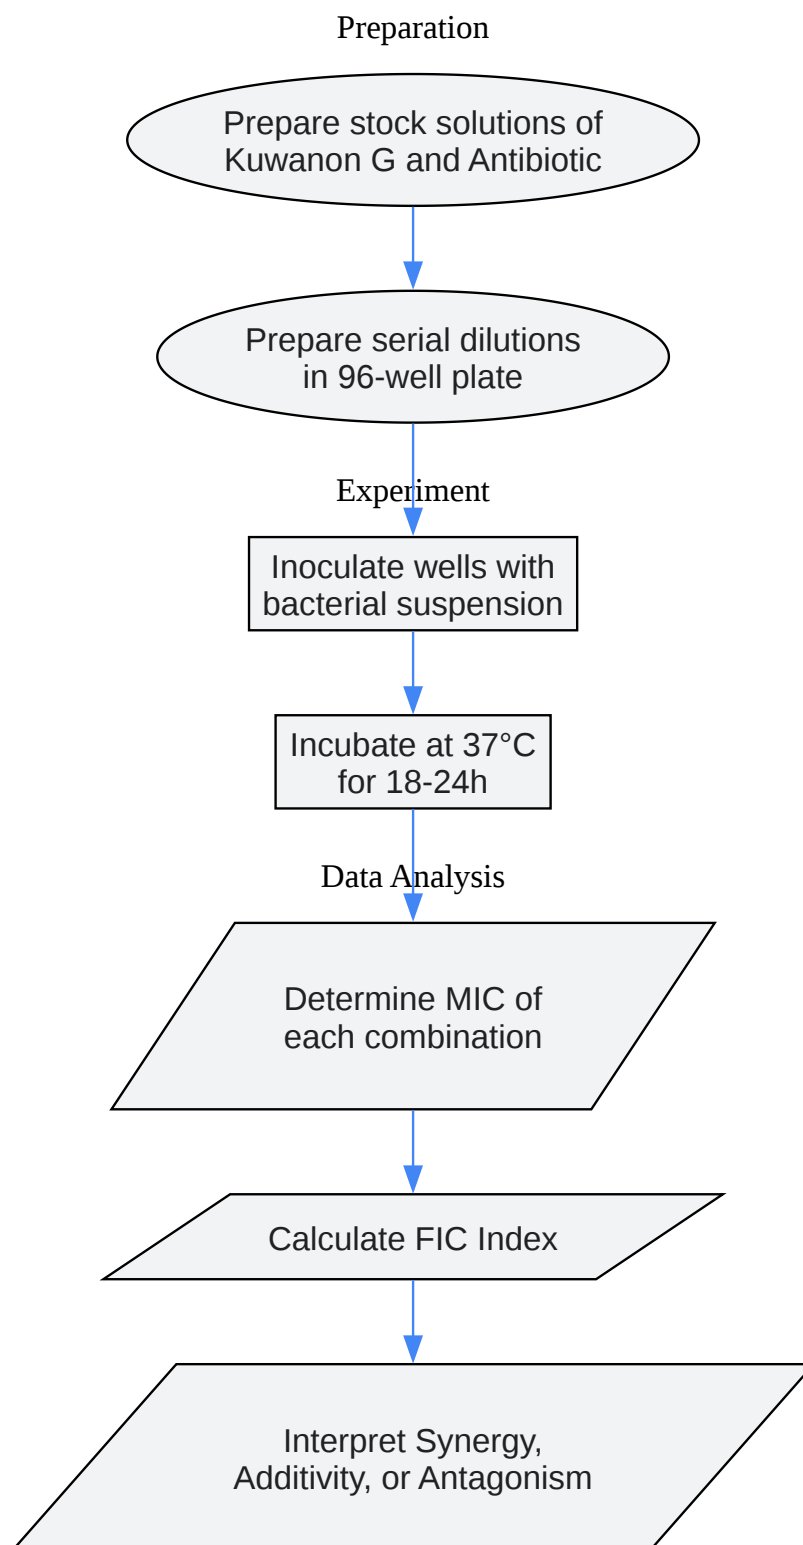 Preparation
Prepare stock solutions of
Kuwanon G and Antibiotic
Prepare serial dilutions
in 96-well plate
Experiment
Inoculate wells with
bacterial suspension
Incubate at 37°C
for 18-24h
Data Analysis
Determine MIC of
each combination
Calculate FIC Index
Interpret Synergy,
Additivity, or Antagonism